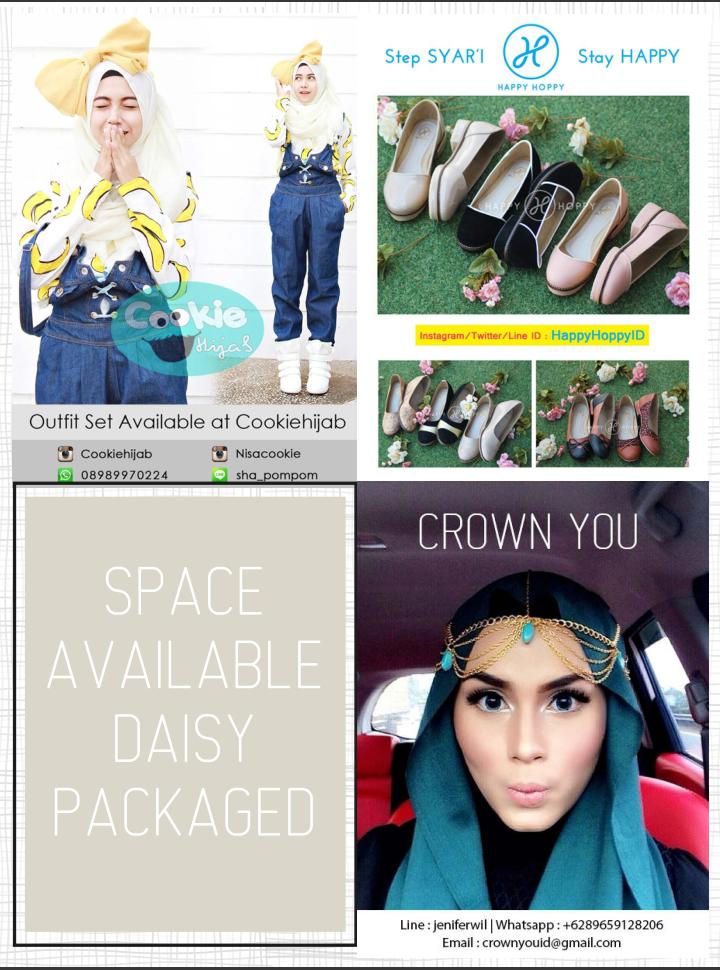 Cookie
Hijab
Outfit Set Available at Cookiehijab
Cookiehijab
Nisacookie
08989970224
sha_pompom
Step SYAR'I
Stay HAPPY
HAPPY HOPPY
HAPPY HOPPY
Instagram/Twitter/Line ID : HappyHoppyID
SPACE
AVAILABLE
DAISY
PACKAGED
CROWN YOU
Line : jeniferwil | Whatsapp : +6289659128206
Email : crownyouid@gmail.com